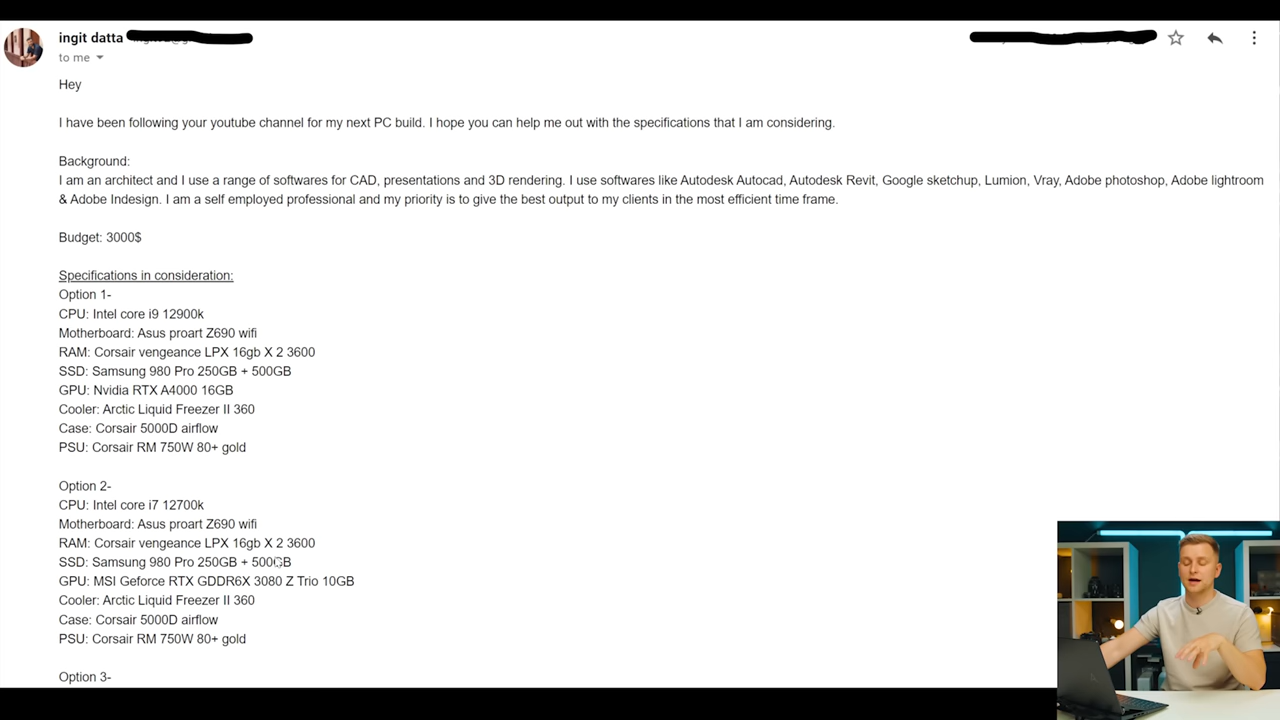 ingit datta
to me
Hey
I have been following your youtube channel for my next PC build. I hope you can help me out with the specifications that I am considering.
Background:
I am an architect and I use a range of softwares for CAD, presentations and 3D rendering. I use softwares like Autodesk Autocad, Autodesk Revit, Google sketchup, Lumion, Vray, Adobe photoshop, Adobe lightroom
& Adobe Indesign. I am a self employed professional and my priority is to give the best output to my clients in the most efficient time frame.
Budget: 3000$
Specifications in consideration:
Option 1-
CPU: Intel core i9 12900k
Motherboard: Asus proart Z690 wifi
RAM: Corsair vengeance LPX 16gb X 2 3600
SSD: Samsung 980 Pro 250GB + 500GB
GPU: Nvidia RTX A4000 16GB
Cooler: Arctic Liquid Freezer II 360
Case: Corsair 5000D airflow
PSU: Corsair RM 750W 80+ gold
Option 2-
CPU: Intel core i7 12700k
Motherboard: Asus proart Z690 wifi
RAM: Corsair vengeance LPX 16gb X 2 3600
SSD: Samsung 980 Pro 250GB + 500GB
GPU: MSI Geforce RTX GDDR6X 3080 Z Trio 10GB
Cooler: Arctic Liquid Freezer II 360
Case: Corsair 5000D airflow
PSU: Corsair RM 750W 80+ gold
Option 3-